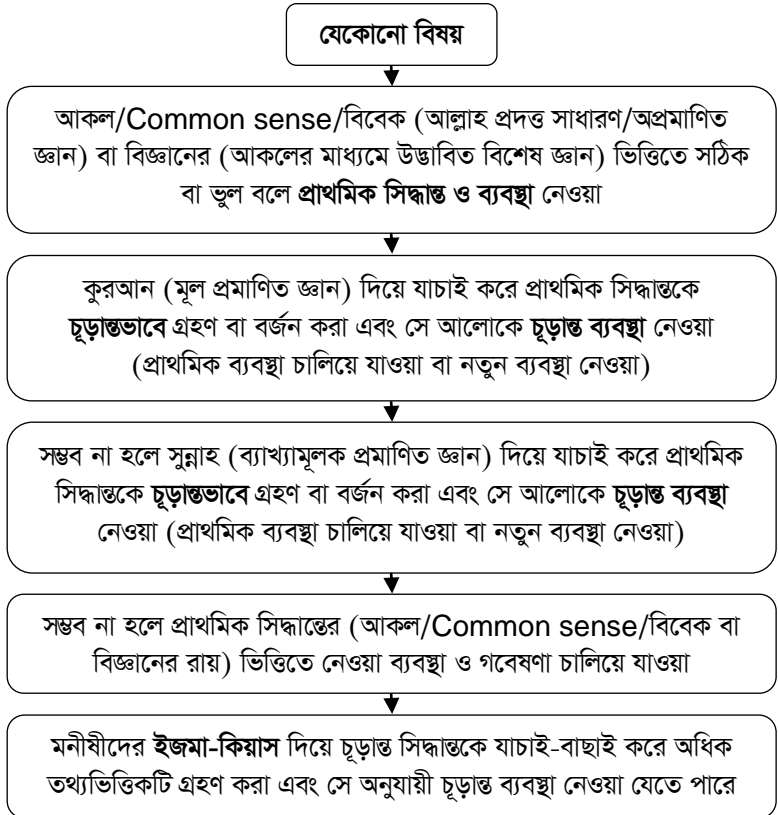 যেকোনো বিষয়
আকল/Common sense/বিবেক (আল্লাহ প্রদত্ত সাধারণ/অপ্রমাণিত
জ্ঞান) বা বিজ্ঞানের (আকলের মাধ্যমে উদ্ভাবিত বিশেষ জ্ঞান) ভিত্তিতে সঠিক
বা ভুল বলে প্রাথমিক সিদ্ধান্ত ও ব্যবস্থা নেওয়া
কুরআন (মূল প্রমাণিত জ্ঞান) দিয়ে যাচাই করে প্রাথমিক সিদ্ধান্তকে
চূড়ান্তভাবে গ্রহণ বা বর্জন করা এবং সে আলোকে চূড়ান্ত ব্যবস্থা নেওয়া
(প্রাথমিক ব্যবস্থা চালিয়ে যাওয়া বা নতুন ব্যবস্থা নেওয়া)
সম্ভব না হলে সুন্নাহ (ব্যাখ্যামূলক প্রমাণিত জ্ঞান) দিয়ে যাচাই করে প্রাথমিক
সিদ্ধান্তকে চূড়ান্তভাবে গ্রহণ বা বর্জন করা এবং সে আলোকে চূড়ান্ত ব্যবস্থা
নেওয়া (প্রাথমিক ব্যবস্থা চালিয়ে যাওয়া বা নতুন ব্যবস্থা নেওয়া)
সম্ভব না হলে প্রাথমিক সিদ্ধান্তের (আকল/Common sense/বিবেক বা
বিজ্ঞানের রায়) ভিত্তিতে নেওয়া ব্যবস্থা ও গবেষণা চালিয়ে যাওয়া
মনীষীদের ইজমা-কিয়াস দিয়ে চূড়ান্ত সিদ্ধান্তকে যাচাই-বাছাই করে অধিক
তথ্যভিত্তিকটি গ্রহণ করা এবং সে অনুযায়ী চূড়ান্ত ব্যবস্থা নেওয়া যেতে পারে